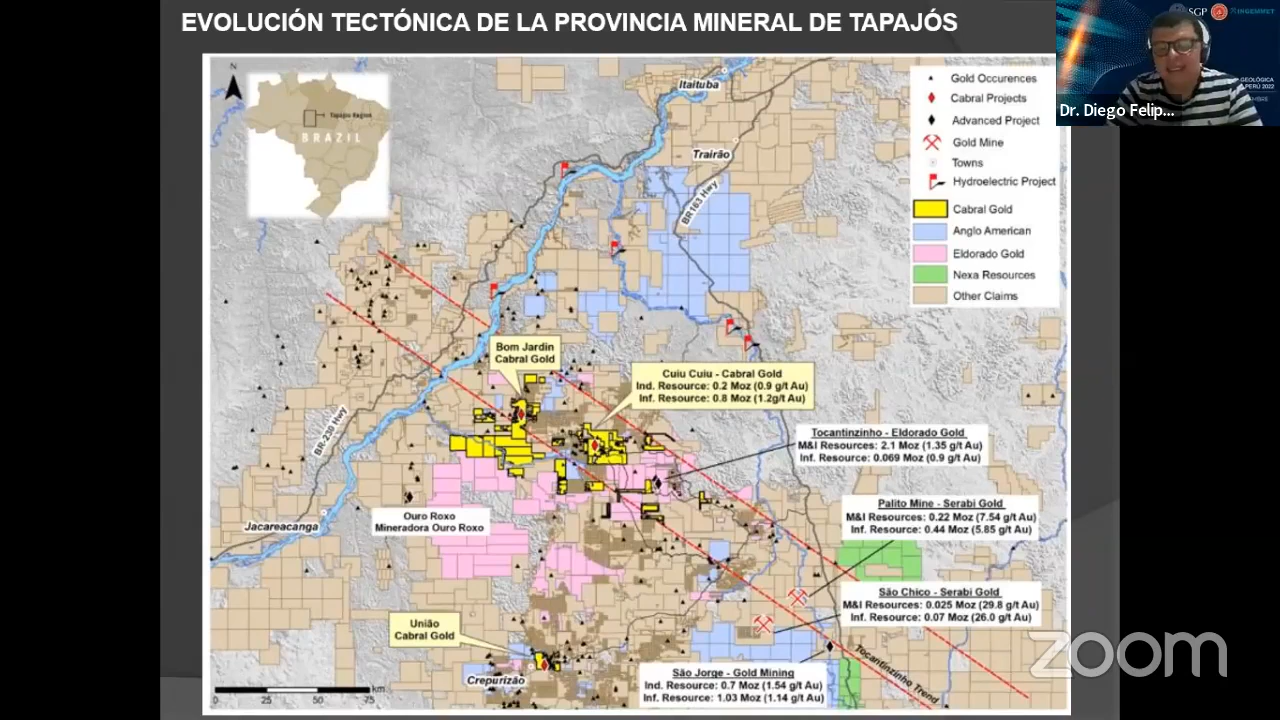 EVOLUCIÓN TECTÓNICA DE LA PROVINCIA MINERAL DE TAPAJÓS
SGP
INGEMMET
GEOLÓGICA
PERÚ 2022
Dr. Diego Felip...
N
Tapajós Region
BRAZIL
Itaituba
Trairão
BR163 Hwy
Gold Occurences
Cabral Projects
Advanced Project
Gold Mine
Towns
Hydroelectric Project
Cabral Gold
Anglo American
Eldorado Gold
Nexa Resources
Other Claims
Bom Jardin
Cabral Gold
Cuiu Cuiu - Cabral Gold
Ind. Resource: 0.2 Moz (0.9 g/t Au)
Inf. Resource: 0.8 Moz (1.2g/t Au)
BR-230 Hwy
Tocantinzinho - Eldorado Gold
M&I Resources: 2.1 Moz (1.35 g/t Au)
Inf. Resource: 0.069 Moz (0.9 g/t Au)
Palito Mine - Serabi Gold
M&I Resources: 0.22 Moz (7.54 g/t Au)
Inf. Resource: 0.44 Moz (5.85 g/t Au)
Jacareacanga
Ouro Roxo
Mineradora Ouro Roxo
São Chico - Serabi Gold
M&I Resources: 0.025 Moz (29.8 g/t Au)
Inf. Resource: 0.07 Moz (26.0 g/t Au)
União
Cabral Gold
Crepurizão
São Jorge - Gold Mining
Ind. Resource: 0.7 Moz (1.54 g/t Au)
Inf. Resource: 1.03 Moz (1.14 g/t Au)
Tocantinzinho Trend
0 25 50 75 km
zoom